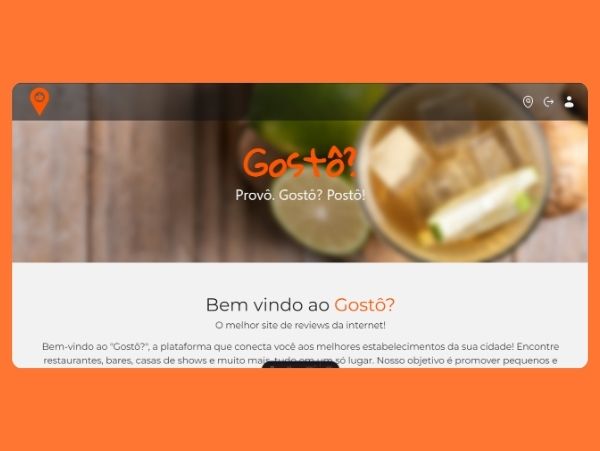 Gostô?
Provô. Gostô? Postô!
Bem vindo ao Gostô?
O melhor site de reviews da internet!
Bem-vindo ao "Gostô?", a plataforma que conecta você aos melhores estabelecimentos da sua cidade! Encontre
restaurantes, bares, casas de shows e muito mais, tudo em um só lugar. Nosso objetivo é promover pequenos e